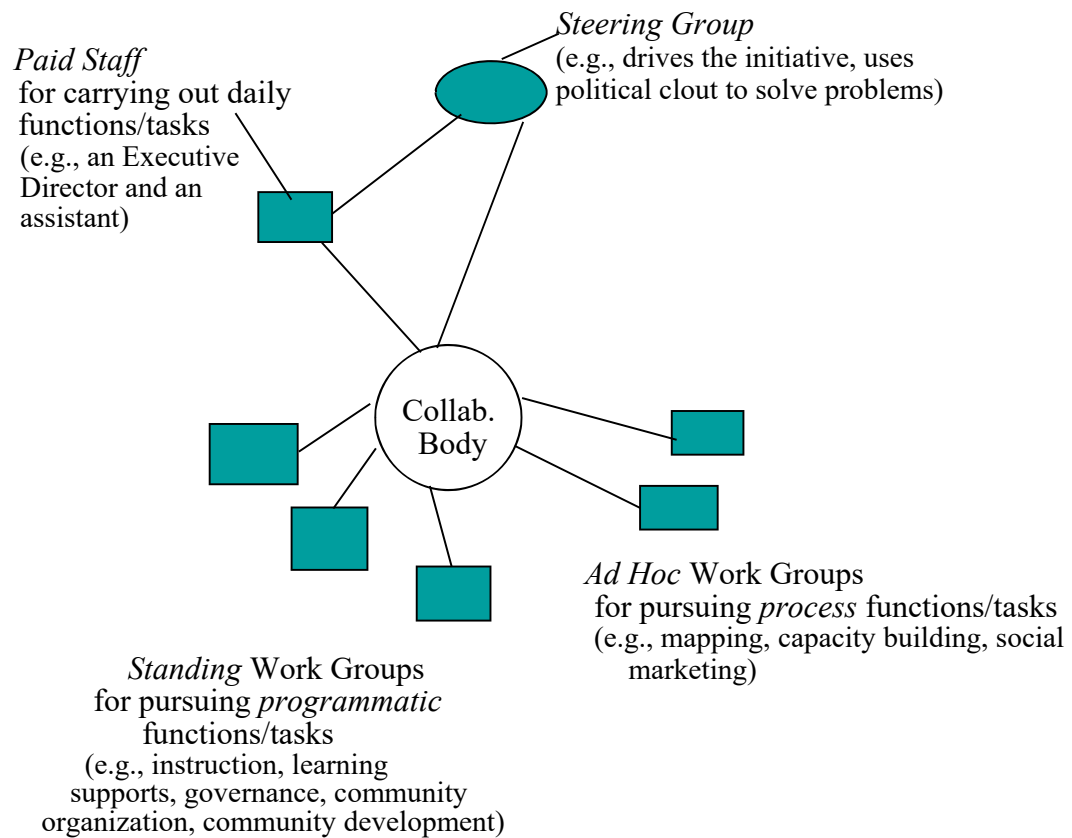 Steering Group
(e.g., drives the initiative, uses
political clout to solve problems)
Paid Staff
for carrying out daily
functions/tasks
(e.g., an Executive
Director and an
assistant)
Collab.
Body
Ad Hoc Work Groups
for pursuing process functions/tasks
(e.g., mapping, capacity building, social
marketing)
Standing Work Groups
for pursuing programmatic
functions/tasks
(e.g., instruction, learning
supports, governance, community
organization, community development)